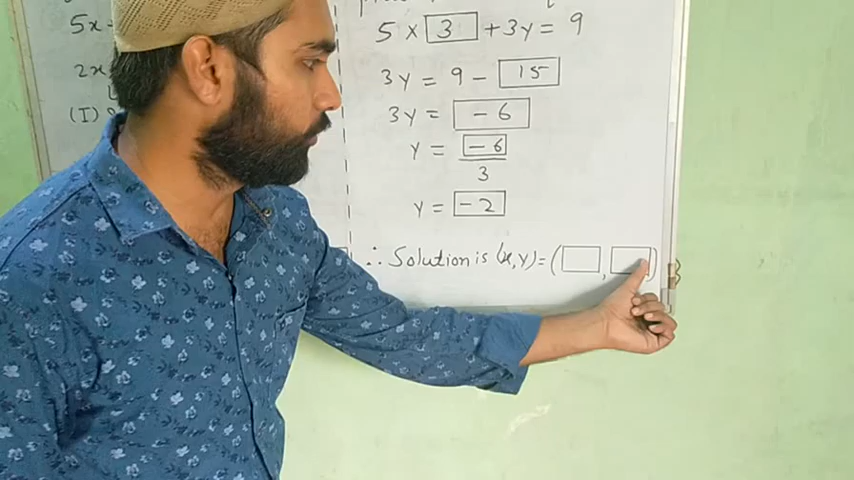 5x
2x
(I)
5 × 3 + 3y = 9
3y = 9 - 15
3y = -6
y = -6/3
y = -2
∴ Solution is (x, y) = ( , )